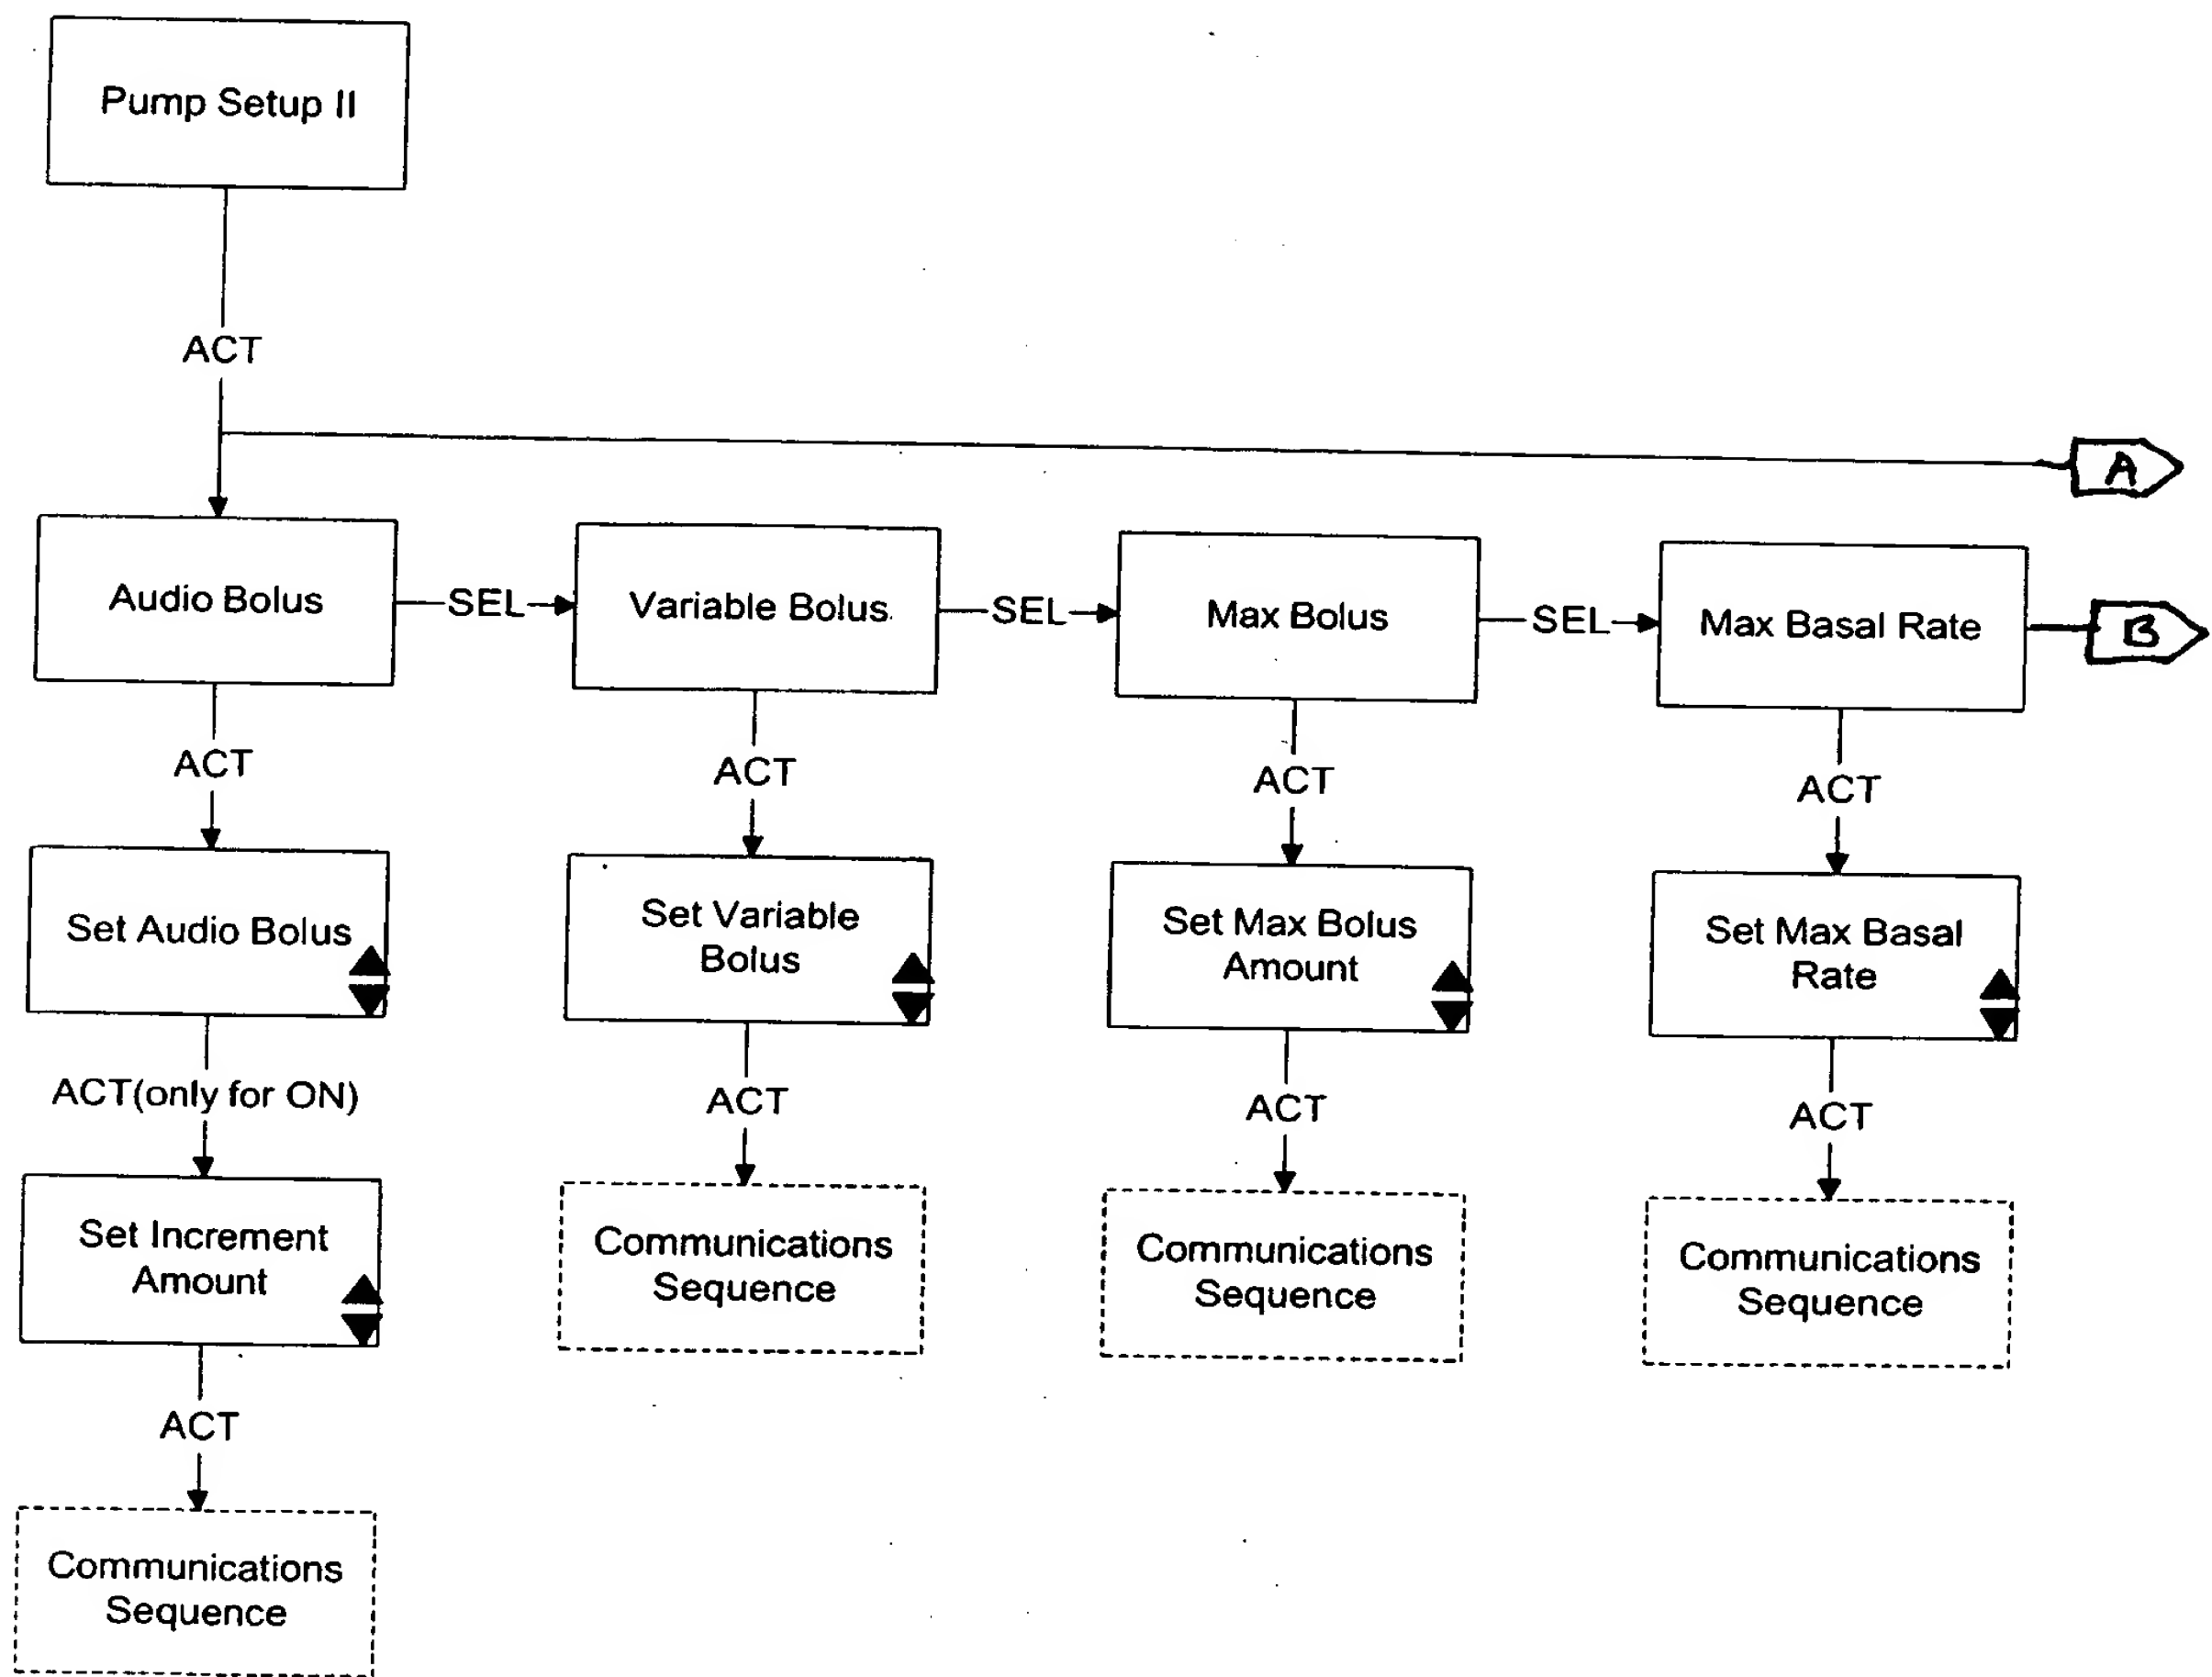 Pump Setup II
ACT
A
Audio Bolus
SEL
Variable Bolus
SEL
Max Bolus
SEL
Max Basal Rate
B
ACT
ACT
ACT
ACT
Set Audio Bolus
Set Variable
Bolus
Set Max Bolus
Amount
Set Max Basal
Rate
ACT(only for ON)
ACT
ACT
ACT
Set Increment
Amount
Communications
Sequence
Communications
Sequence
Communications
Sequence
ACT
Communications
Sequence